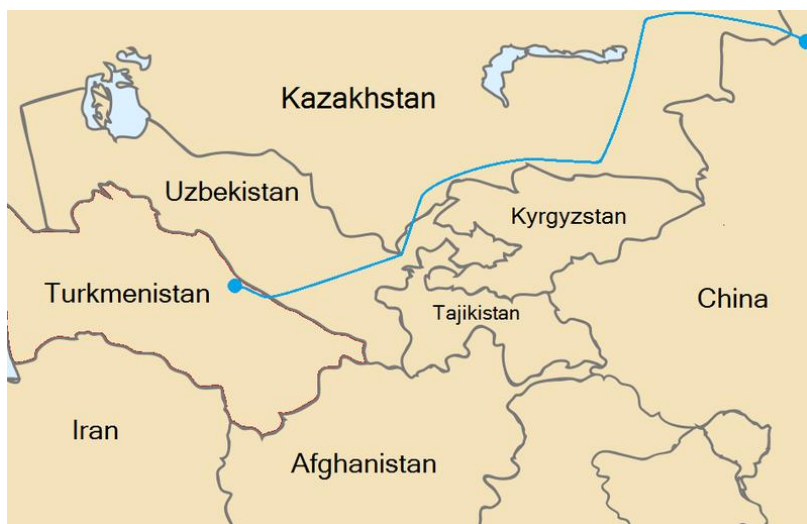 Kazakhstan
Uzbekistan
Kyrgyzstan
Turkmenistan
Tajikistan
China
Iran
Afghanistan